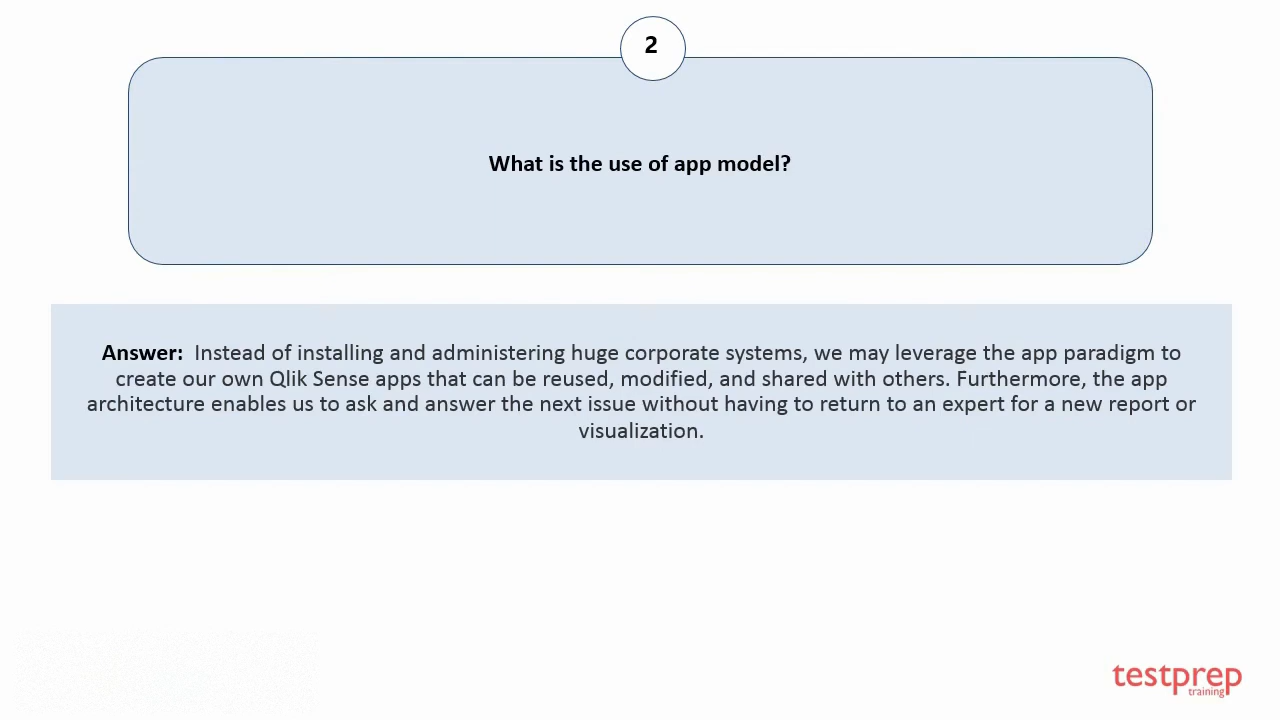 2
What is the use of app model?
Answer: Instead of installing and administering huge corporate systems, we may leverage the app paradigm to
create our own Qlik Sense apps that can be reused, modified, and shared with others. Furthermore, the app
architecture enables us to ask and answer the next issue without having to return to an expert for a new report or
visualization.
testprep
training